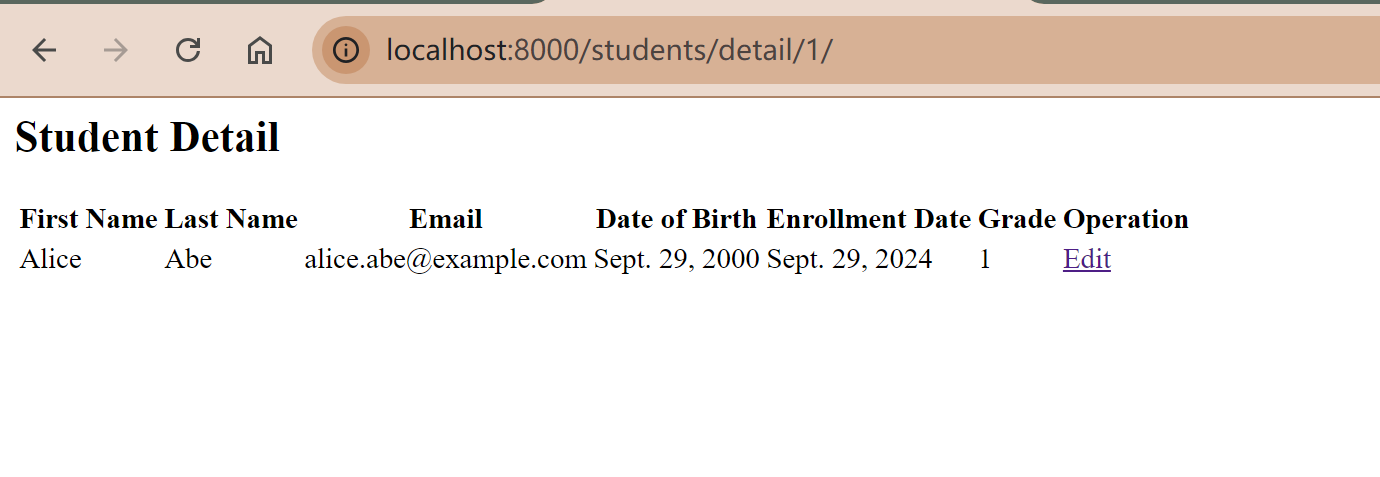 localhost:8000/students/detail/1/
Student Detail
First Name Last Name Email Date of Birth Enrollment Date Grade Operation
Alice Abe alice.abe@example.com Sept. 29, 2000 Sept. 29, 2024 1 Edit